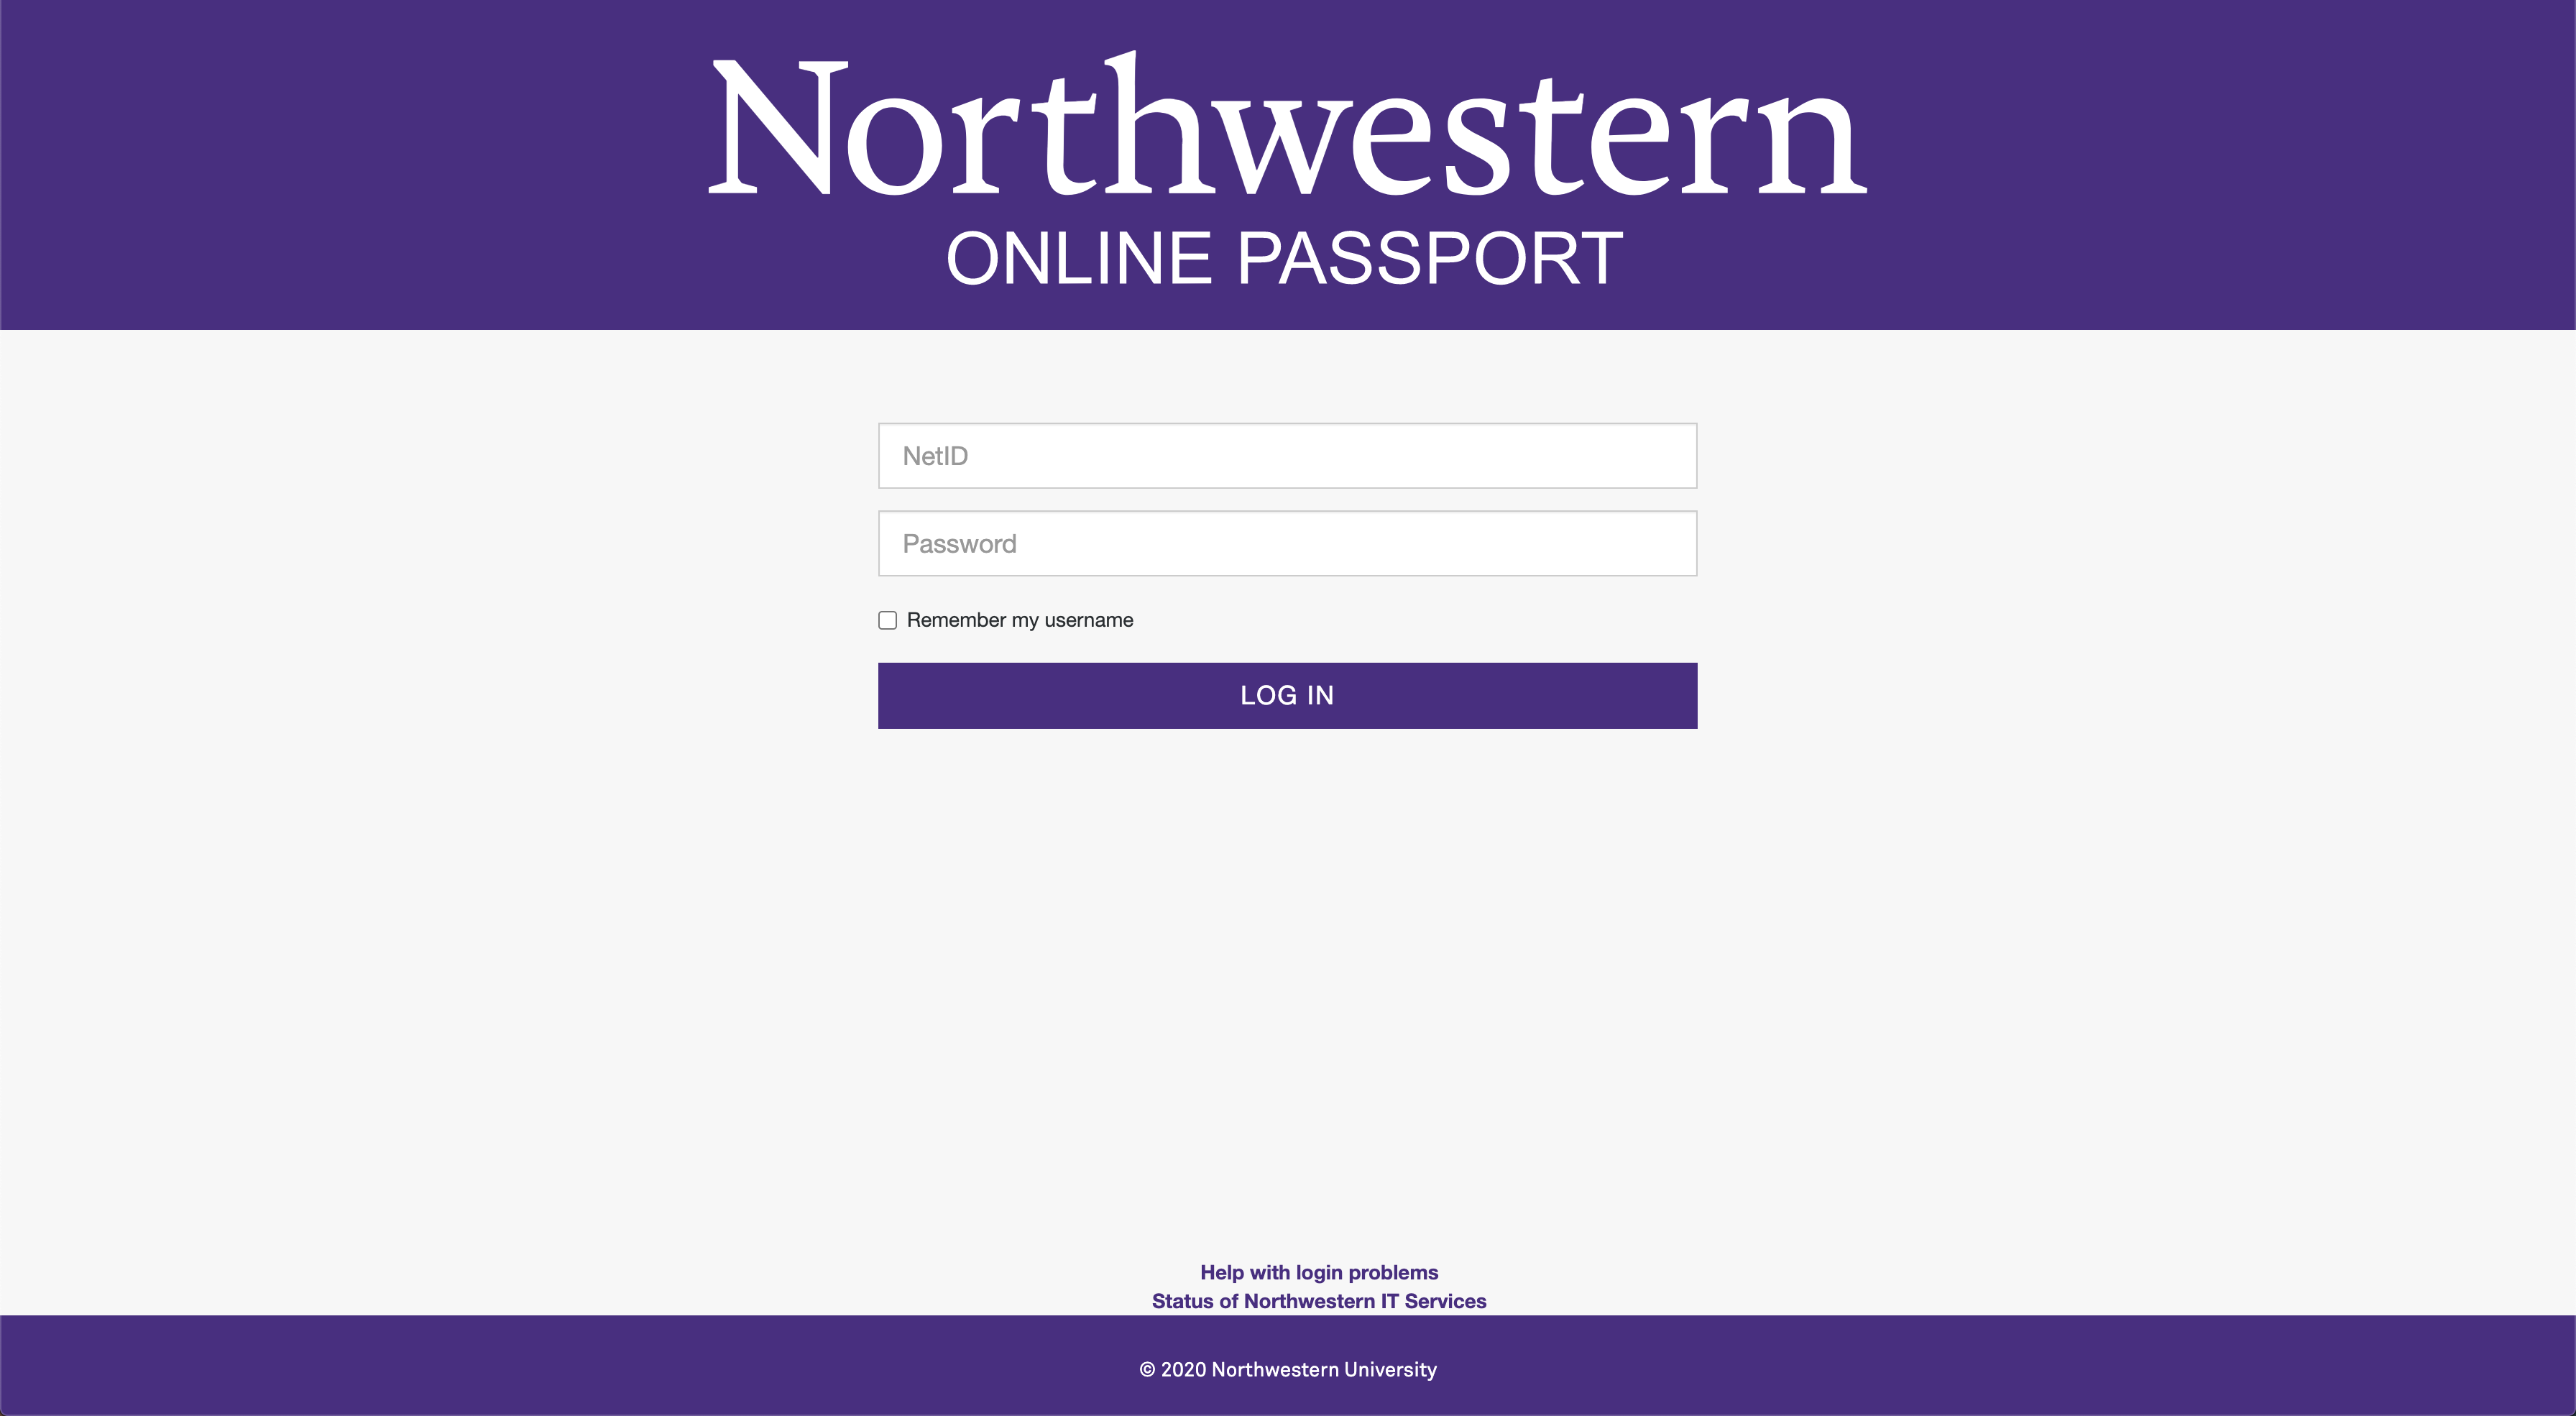 Northwestern
ONLINE PASSPORT
NetID
Password
Remember my username
LOG IN
Help with login problems
Status of Northwestern IT Services
© 2020 Northwestern University